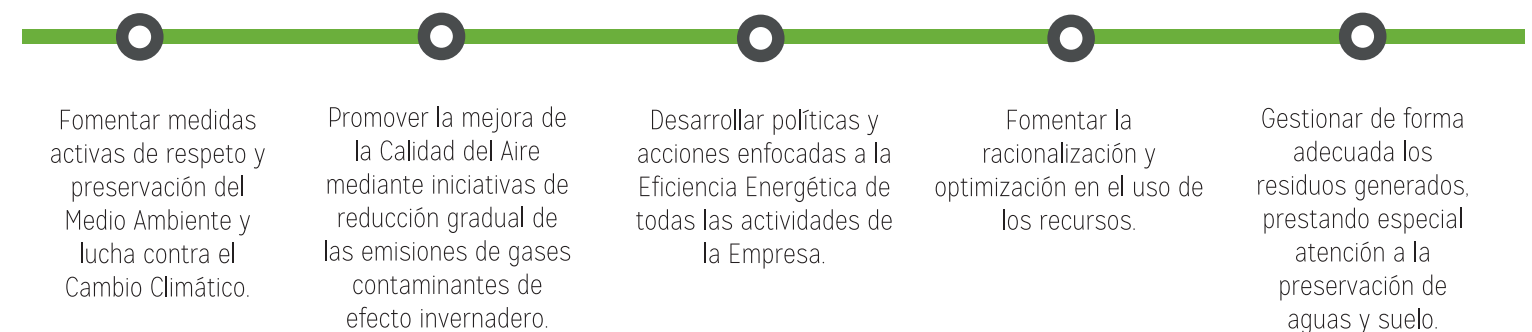 Fomentar medidas
activas de respeto y
preservación del
Medio Ambiente y
lucha contra el
Cambio Climático.
Promover la mejora de
la Calidad del Aire
mediante iniciativas de
reducción gradual de
las emisiones de gases
contaminantes de
efecto invernadero.
Desarrollar políticas y
acciones enfocadas a la
Eficiencia Energética de
todas las actividades de
la Empresa.
Fomentar la
racionalización y
optimización en el uso de
los recursos.
Gestionar de forma
adecuada los
residuos generados,
prestando especial
atención a la
preservación de
aguas y suelo.